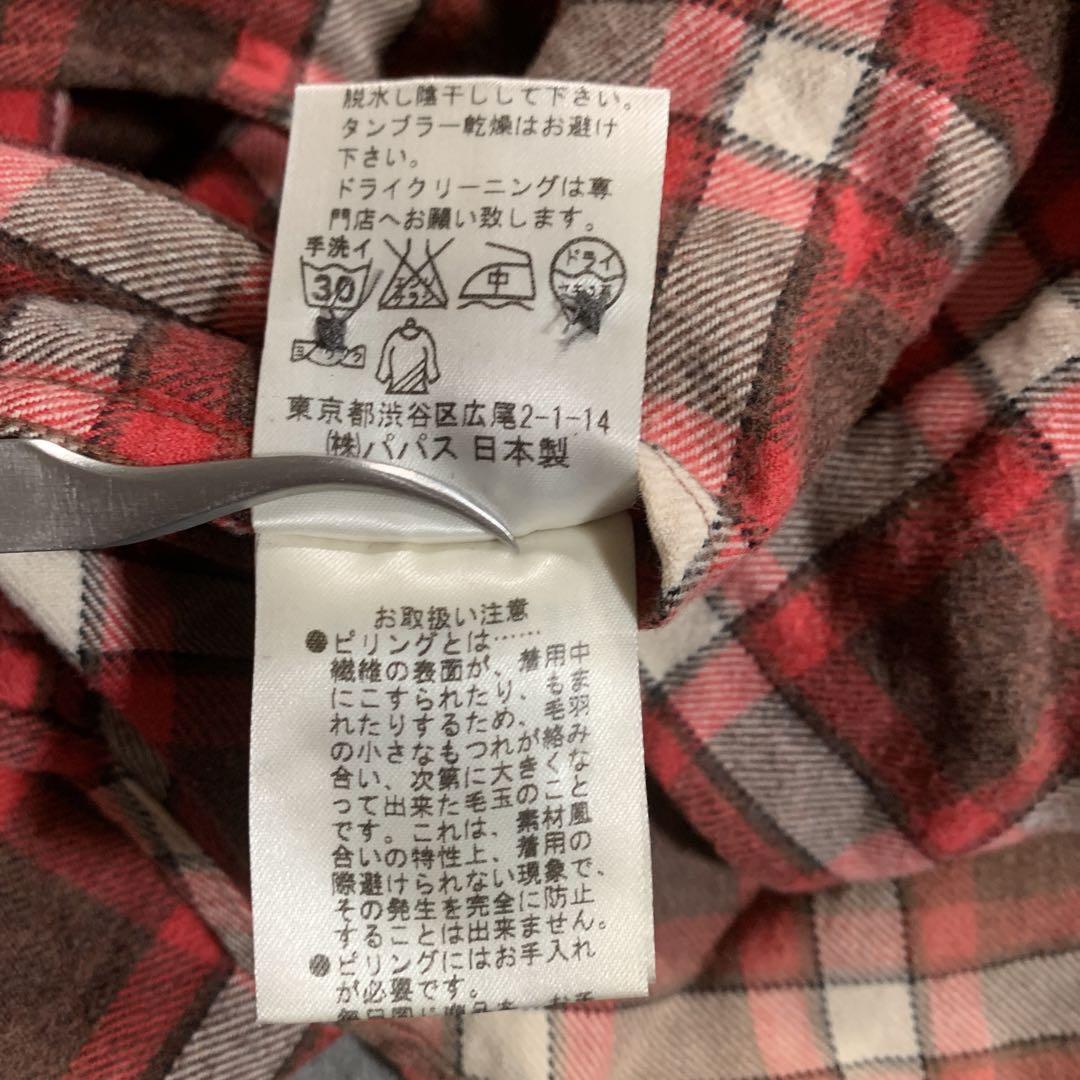 脱水し陰干しして下さい。
タンブラー乾燥はお避け
下さい。
ドライクリーニングは専
門店へお願い致します。
手洗イ
30
中
ドライ
東京都渋谷区広尾2-1-14
㈱パパス 日本製
お取扱い注意
●ピリングとは……
繊維の表面が、着用中
にこすられたり、もま
れたりするため、毛羽
の小さなもつれが絡み
合い、次第に大きくな
って出来た毛玉のこと
です。これは、素材風
合いの特性上、着用の
際避けられない現象で、
その発生を完全に防止
することは出来ません。
●ピリングにはお手入れ
が必要です。